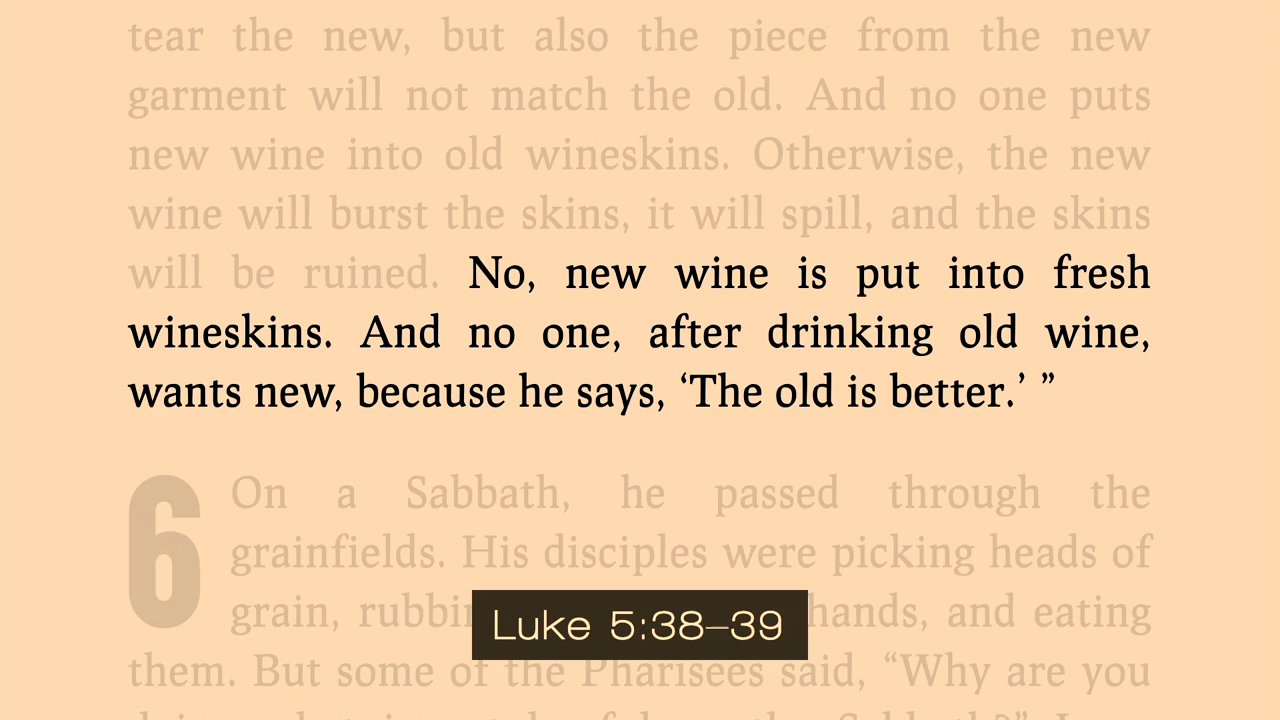 tear the new, but also the piece from the new
garment will not match the old. And no one puts
new wine into old wineskins. Otherwise, the new
wine will burst the skins, it will spill, and the skins
will be ruined. No, new wine is put into fresh
wineskins. And no one, after drinking old wine,
wants new, because he says, ‘The old is better.’ ”
6
On a Sabbath, he passed through the
grainfields. His disciples were picking heads of
grain, hands, and eating
Luke 5:38–39
them. But some of the Pharisees said, “Why are you